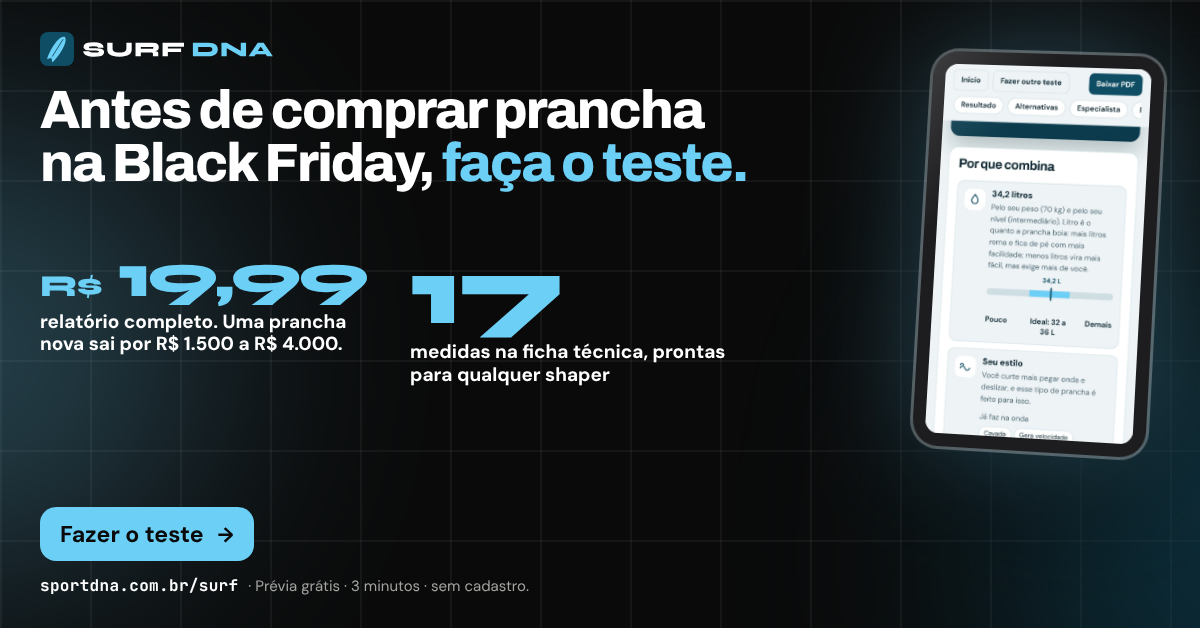 SURF DNA
Antes de comprar prancha
na Black Friday, faça o teste.
R$ 19,99
relatório completo. Uma prancha
nova sai por R$ 1.500 a R$ 4.000.
17
medidas na ficha técnica, prontas
para qualquer shaper
Fazer o teste →
sportdna.com.br/surf · Prévia grátis · 3 minutos · sem cadastro.
Início Fazer outro teste Baixar PDF
Resultado Alternativas Especialista
Por que combina
34,2 litros
Pelo seu peso (70 kg) e pelo seu
nível (intermediário). Litro é o
quanto a prancha boia: mais litros
rema e fica de pé com mais
facilidade; menos litros vira mais
fácil, mas exige mais de você.
34,2 L
Pouco Ideal: 32 a
36 L Demais
Seu estilo
Você curte mais pegar onda e
deslizar, e esse tipo de prancha é
feito para isso.
Já faz na onda
Cavada Gera velocidade